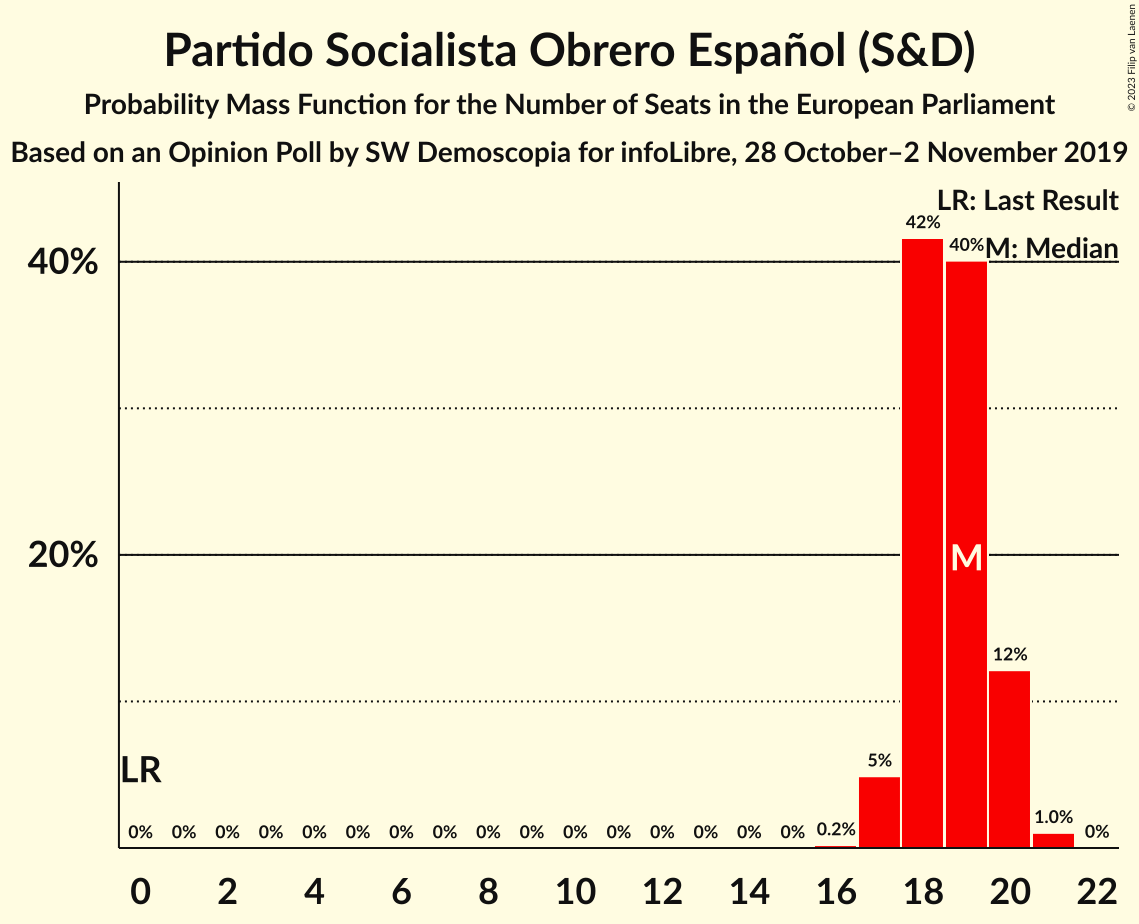 Partido Socialista Obrero Español (S&D)
Probability Mass Function for the Number of Seats in the European Parliament
Based on an Opinion Poll by SW Demoscopia for infoLibre, 28 October–2 November 2019
© 2023 Filip van Laenen
LR: Last Result
M: Median
40%
20%
42%
40%
M
12%
5%
LR
0% 0% 0% 0% 0% 0% 0% 0% 0% 0% 0% 0% 0% 0% 0% 0% 0.2% 1.0% 0%
0 2 4 6 8 10 12 14 16 18 20 22